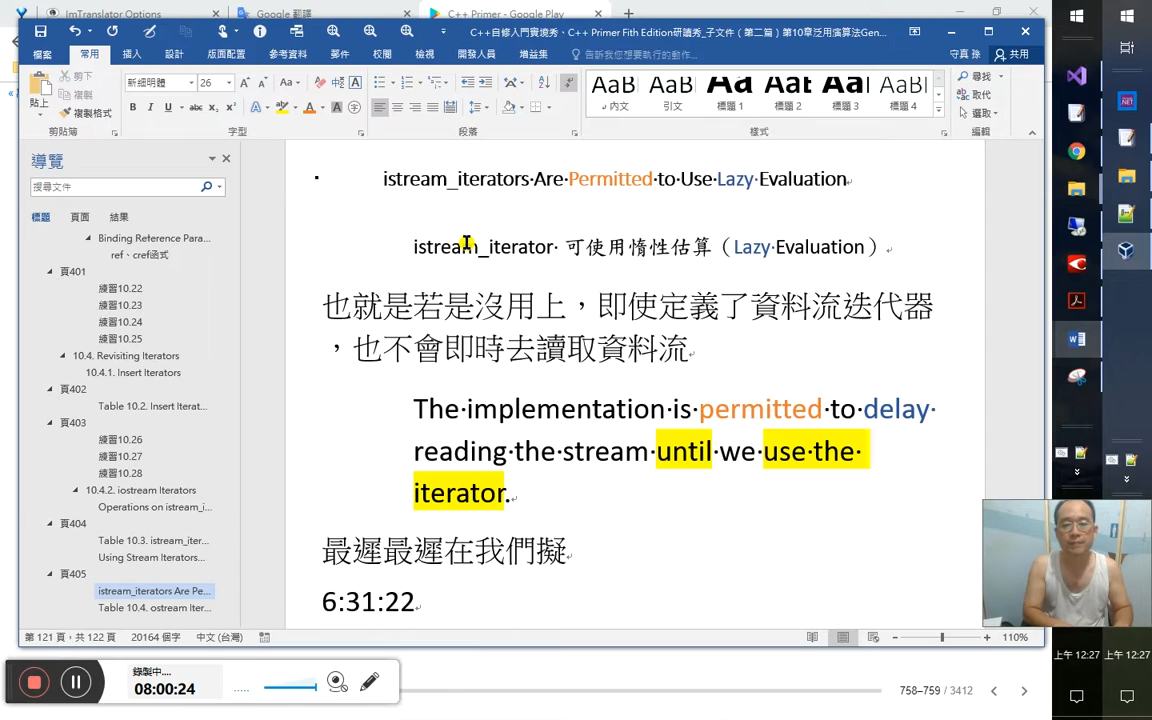 ImTranslator Options
Google 翻譯
C++ Primer - Google Play
C++自修入門實境秀、C++ Primer Fith Edition研讀秀_子文件（第二篇）第10章泛用演算法Gen...
檔案 常用 插入 設計 版面配置 參考資料 郵件 校閱 檢視 開發人員 增益集 告訴我您想要執行的動作... 守真 孫 共用
貼上
剪下
複製
複製格式
新細明體 26
B I U abc X₂ X²
AaB AaB Aa Aat Aal AaB
內文 引文 標題 1 標題 2 標題 3 標題 4
尋找
取代
選取
剪貼簿 字型 段落 樣式 編輯
導覽
搜尋文件
標題 頁面 結果
Binding Reference Para...
ref、cref函式
頁401
練習10.22
練習10.23
練習10.24
練習10.25
10.4. Revisiting Iterators
10.4.1. Insert Iterators
頁402
Table 10.2. Insert Iterat...
頁403
練習10.26
練習10.27
練習10.28
10.4.2. iostream Iterators
Operations on istream_i...
頁404
Table 10.3. istream_iter...
Using Stream Iterators...
頁405
istream_iterators Are Pe...
Table 10.4. ostream Iter...
istream_iterators Are Permitted to Use Lazy Evaluation
istream_iterator 可使用惰性估算（Lazy Evaluation）
也就是若是沒用上，即使定義了資料流迭代器
，也不會即時去讀取資料流
The implementation is permitted to delay
reading the stream until we use the
iterator.
最遲最遲在我們擬
6:31:22
第 121 頁，共 122 頁 20164 個字 中文 (台灣) 110%
錄製中...
08:00:24
758–759 / 3412
上午 12:27 上午 12:27